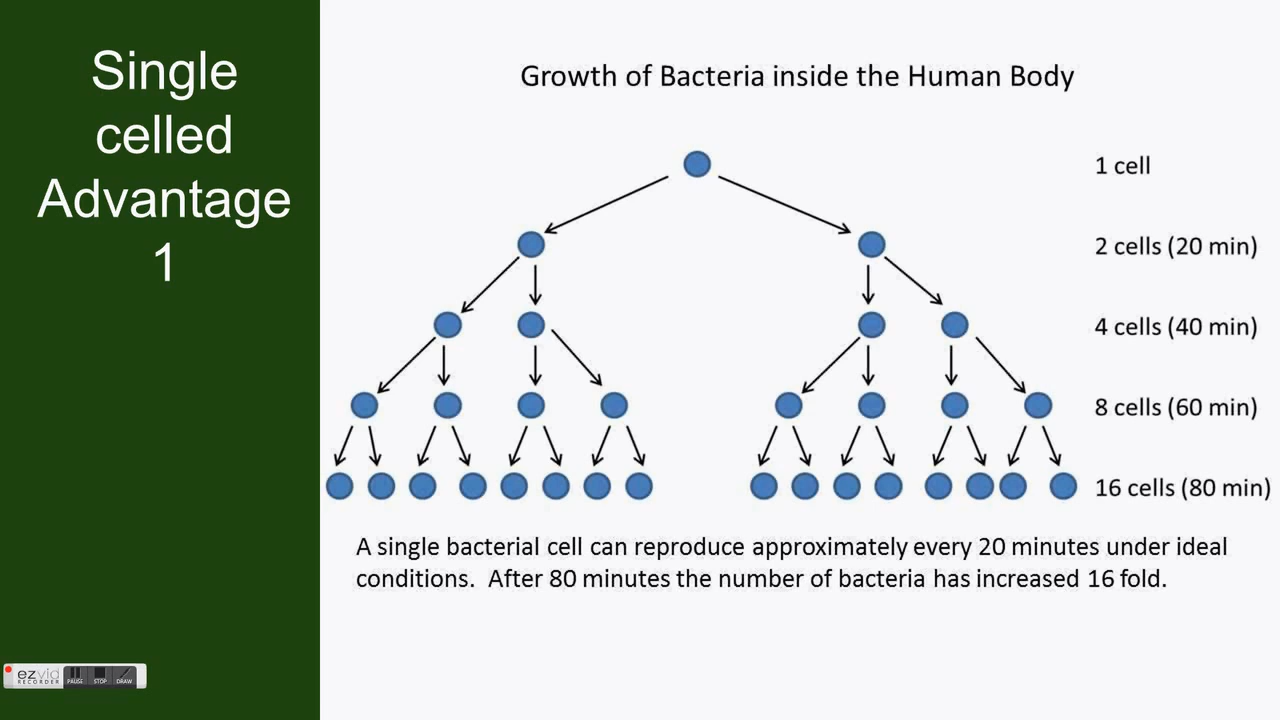 Single
celled
Advantage
1
Growth of Bacteria inside the Human Body
1 cell
2 cells (20 min)
4 cells (40 min)
8 cells (60 min)
16 cells (80 min)
A single bacterial cell can reproduce approximately every 20 minutes under ideal
conditions. After 80 minutes the number of bacteria has increased 16 fold.
ezvid
RECORDER
PAUSE STOP DRAW